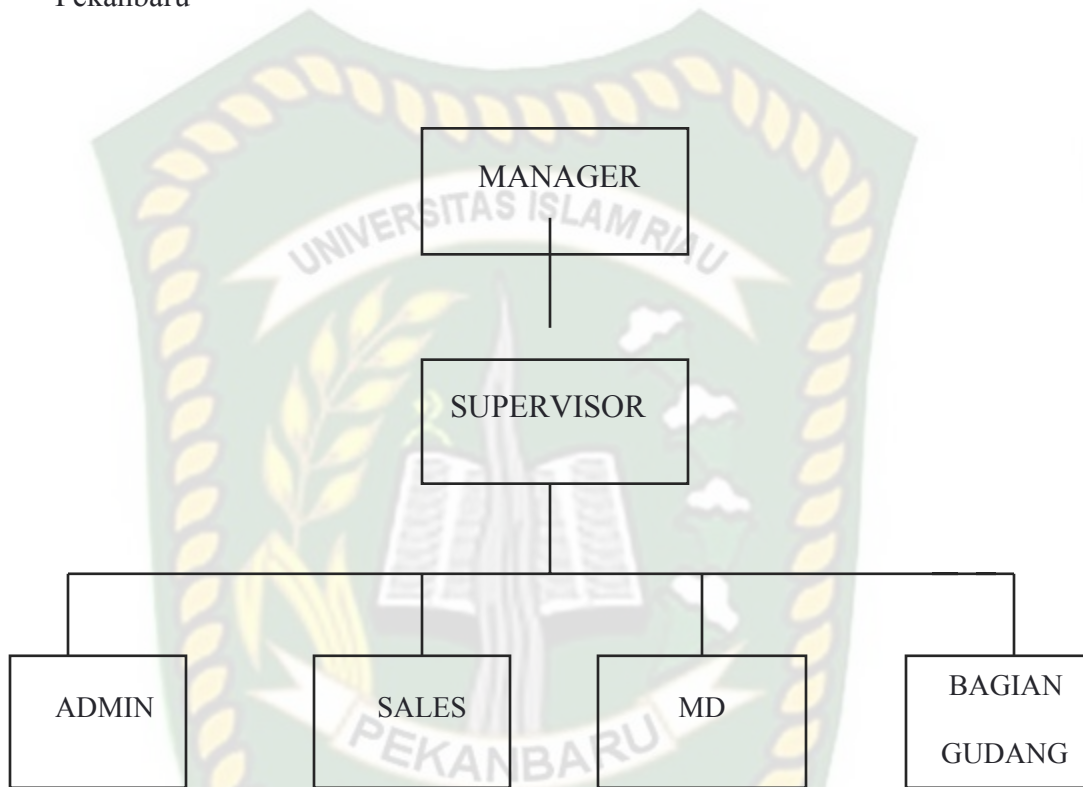 Pekanbaru
MANAGER
UNIVERSITAS ISLAM RIAU
SUPERVISOR
ADMIN
SALES
MD
BAGIAN
GUDANG
PEKANBARU